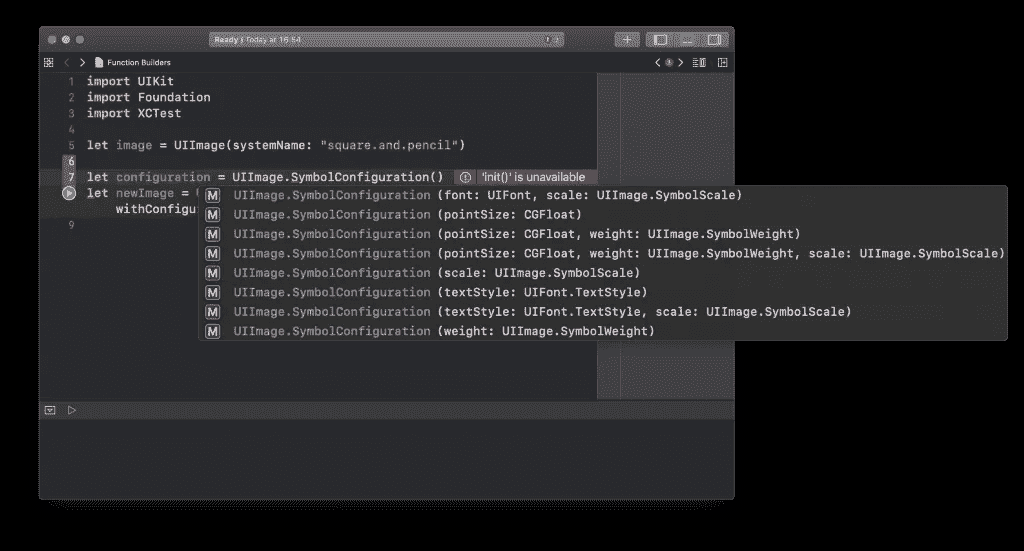 Ready | Today at 16:54
Function Builders
1 import UIKit
2 import Foundation
3 import XCTest
4
5 let image = UIImage(systemName: "square.and.pencil")
6
7 let configuration = UIImage.SymbolConfiguration() 'init()' is unavailable
let newImage =
withConfigu
9
M UIImage.SymbolConfiguration (font: UIFont, scale: UIImage.SymbolScale)
M UIImage.SymbolConfiguration (pointSize: CGFloat)
M UIImage.SymbolConfiguration (pointSize: CGFloat, weight: UIImage.SymbolWeight)
M UIImage.SymbolConfiguration (pointSize: CGFloat, weight: UIImage.SymbolWeight, scale: UIImage.SymbolScale)
M UIImage.SymbolConfiguration (scale: UIImage.SymbolScale)
M UIImage.SymbolConfiguration (textStyle: UIFont.TextStyle)
M UIImage.SymbolConfiguration (textStyle: UIFont.TextStyle, scale: UIImage.SymbolScale)
M UIImage.SymbolConfiguration (weight: UIImage.SymbolWeight)